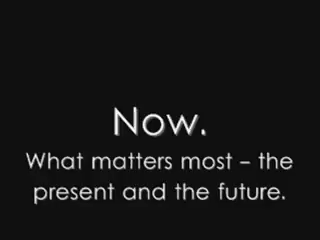 Now.
What matters most – the
present and the future.